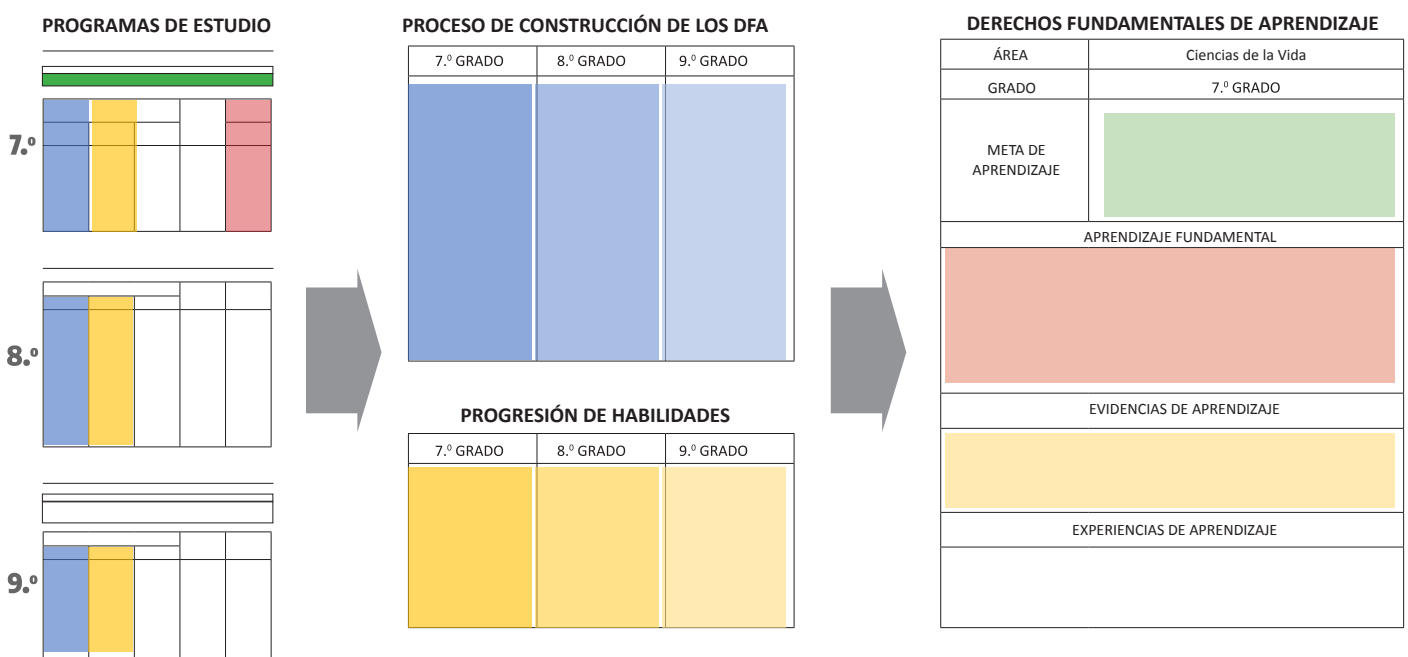 PROGRAMAS DE ESTUDIO
7.º
8.º
9.º
PROCESO DE CONSTRUCCIÓN DE LOS DFA
7.º GRADO 8.º GRADO 9.º GRADO
PROGRESIÓN DE HABILIDADES
7.º GRADO 8.º GRADO 9.º GRADO
DERECHOS FUNDAMENTALES DE APRENDIZAJE
ÁREA Ciencias de la Vida
GRADO 7.º GRADO
META DE
APRENDIZAJE
APRENDIZAJE FUNDAMENTAL
EVIDENCIAS DE APRENDIZAJE
EXPERIENCIAS DE APRENDIZAJE